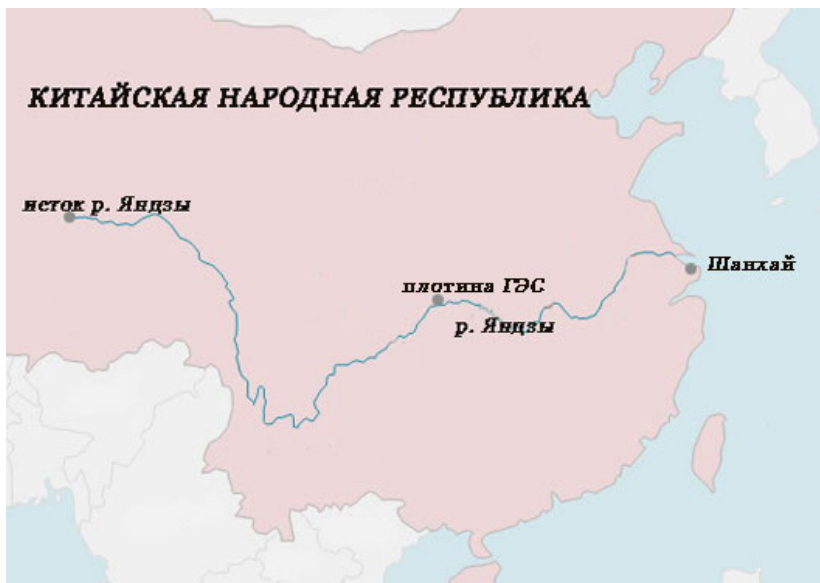 КИТАЙСКАЯ НАРОДНАЯ РЕСПУБЛИКА
исток р. Янцзы
Шанхай
плотина ГЭС
р. Янцзы